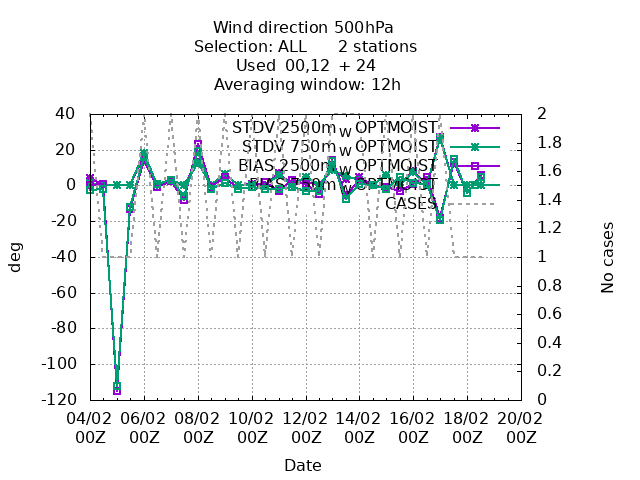 Wind direction 500hPa
Selection: ALL 2 stations
Used 00,12 + 24
Averaging window: 12h
STDV 2500m_W OPTMOIST
STDV 750m_W OPTMOIST
BIAS 2500m_W OPTMOIST
BIAS 750m_W OPTMOIST
CASES
40
20
0
-20
-40
-60
-80
-100
-120
deg
2
1.8
1.6
1.4
1.2
1
0.8
0.6
0.4
0.2
0
No cases
04/02 06/02 08/02 10/02 12/02 14/02 16/02 18/02 20/02
00Z 00Z 00Z 00Z 00Z 00Z 00Z 00Z 00Z
Date